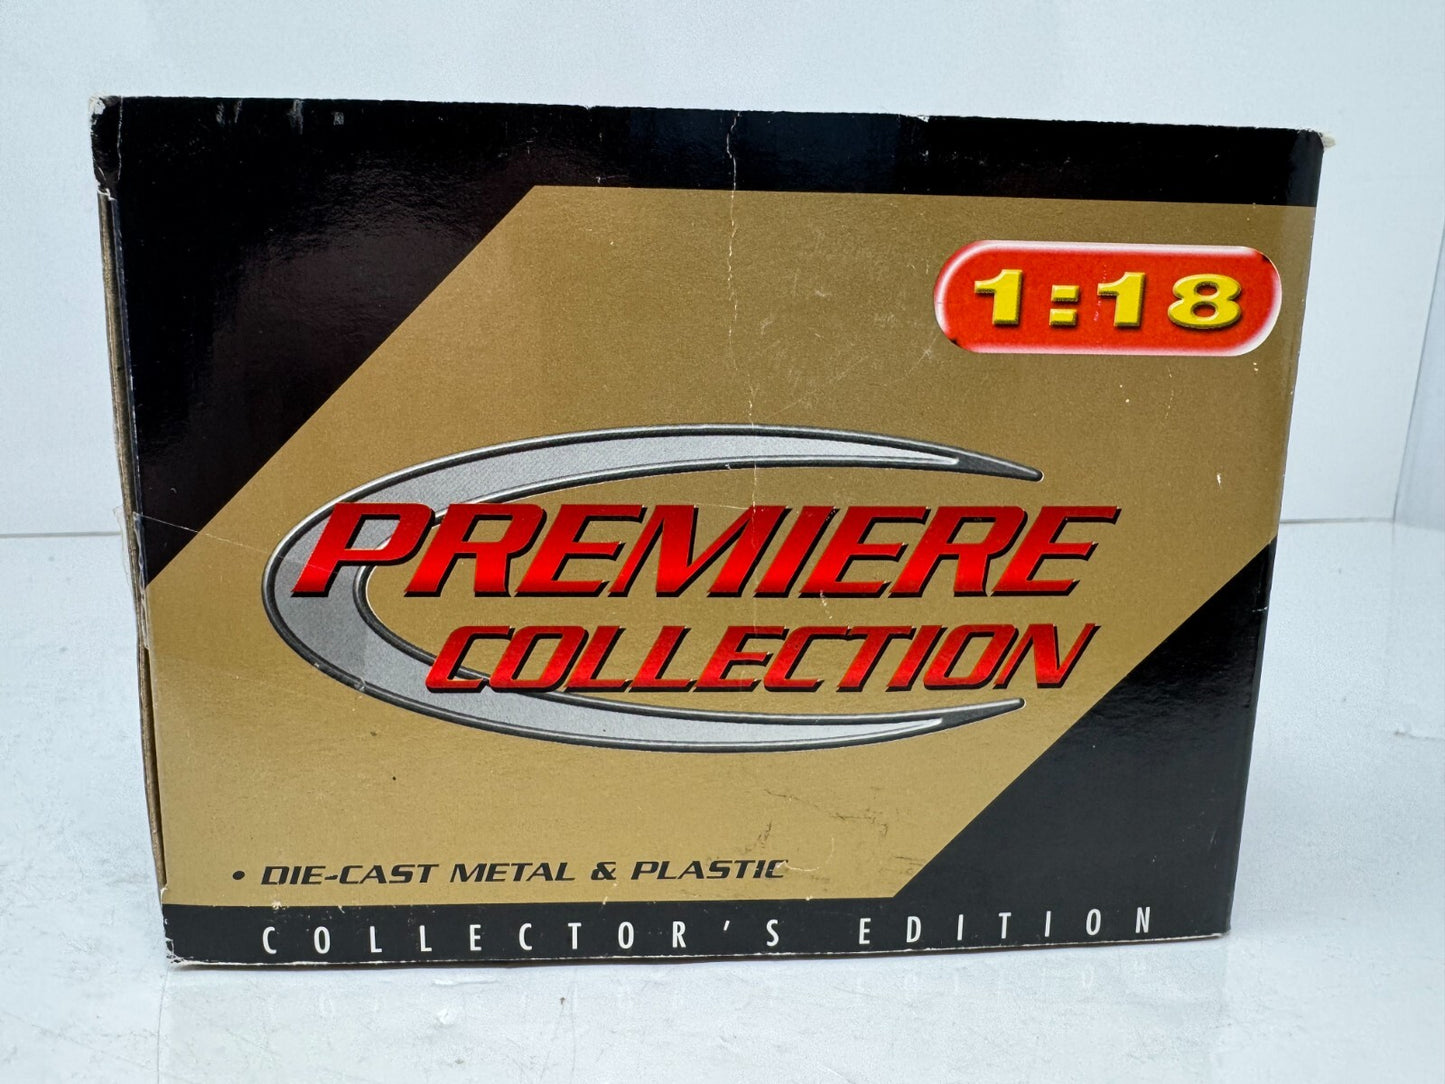 1:18
PREMIERE
COLLECTION
• DIE-CAST METAL & PLASTIC
COLLECTOR'S EDITION